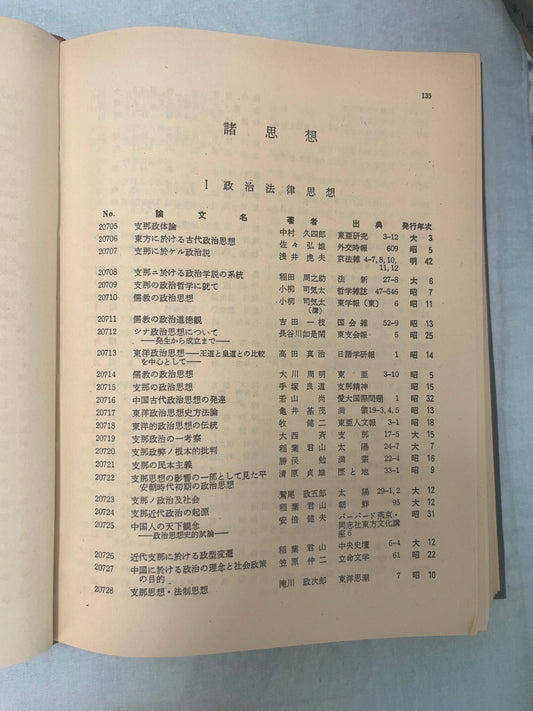 135
諸思想
I 政治法律思想
No. 論文名 著者 出典 発行年次
20705 支那政体論 中村 久四郎 東亜研究 3-12 大 3
20706 東方に於ける古代政治思想 佐々 弘雄 外交時報 609 昭 5
20707 支那に於ケル政治説 浅井 虎夫 京法雑 4-7, 8, 10, 明 42
11, 12
20708 支那ニ於ける政治学説の系統 稲田 周之助 法新 27-8 大 6
20709 支那の政治哲学に就て 小柳 司気太 哲学雑誌 47-546 昭 7
20710 儒教の政治思想 小柳 司気太 東学報(東) 6 昭 11
(講)
20711 儒教の政治道徳観 吉田 一枝 国会雑 52-9 昭 13
20712 シナ政治思想について 長谷川如是閑 東支会報 5 昭 25
——発生から成立まで——
20713 東洋政治思想——王道と皇道との比較 高田 真治 日語学研報 1 昭 14
を中心として——
20714 儒教の政治思想 大川 周明 東亜 3-10 昭 5
20715 支那の政治思想 手塚 良道 支那精神 昭 15
20716 中国古代政治思想の発達 若山 尚 愛大国際問題 1 昭 32
20717 東洋政治思想史方法論 亀井 基茂 満蒙 19-3, 4, 5 昭 13
20718 東洋的政治思想の伝統 牧 健二 東亜人文報 3-1 昭 18
20719 支那政治の一考察 大西 斉 支那 17-5 大 15
20720 支那政弊ノ根本的批判 稲葉 君山 太陽 24-7 大 7
20721 支那の民本主義 勝俣 勉 満蒙 22-4 昭 16
20722 支那思想の影響の一部として見た平 清原 貞雄 歴と地 33-1 昭 9
安朝時代初期の政治思想
20723 支那ノ政治及社会 鷲尾 政五郎 太陽 29-1, 2 大 12
20724 支那近代政治の起源 稲葉 君山 朝鮮 95 大 12
20725 中国人の天下観念 安倍 健夫 ハーバード燕京・ 昭 31
——政治思想史的試論—— 同志社東方文化講
座 6
20726 近代支那に於ける政型変遷 稲葉 君山 中央史壇 6-4 大 12
20727 中国に於ける政治の理念と社会政策 笠原 仲二 立命文学 61 昭 22
の目的
20728 支那思想・法制思想 滝川 政次郎 東洋思潮 7 昭 10